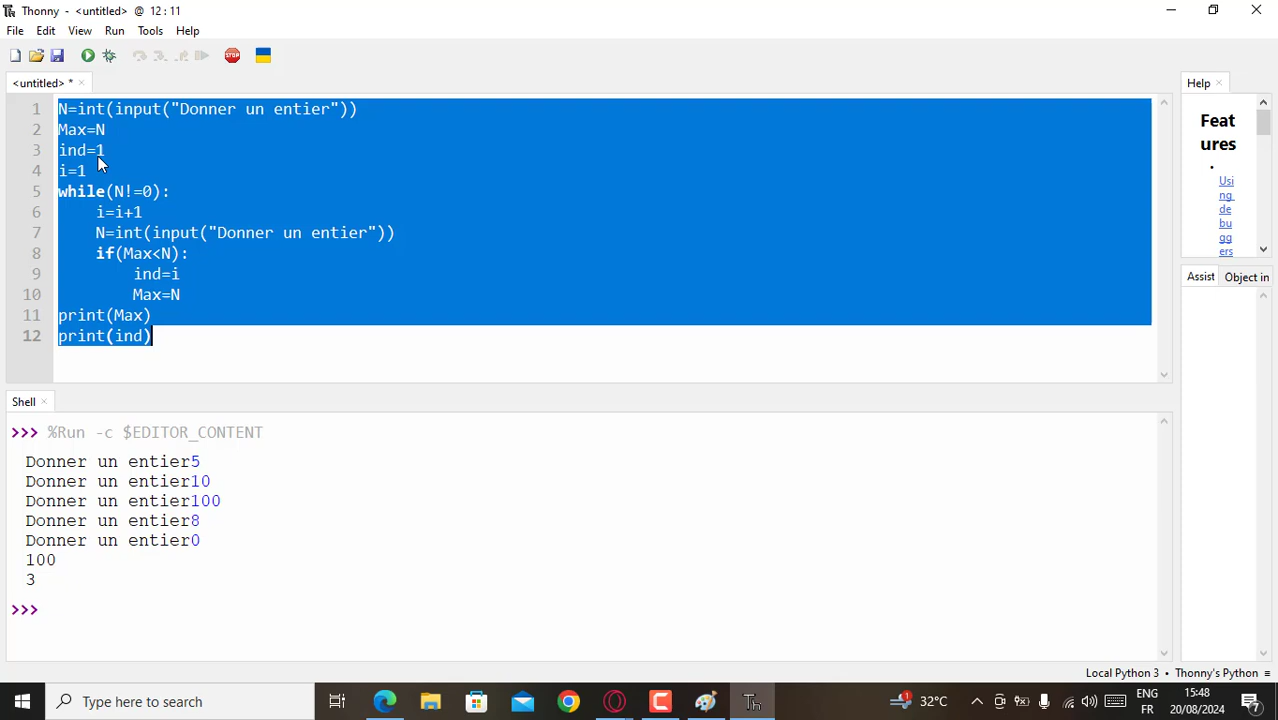 Thonny - <untitled> @ 12 : 11
File Edit View Run Tools Help
STOP
<untitled> *
Help
1 N=int(input("Donner un entier"))
2 Max=N
3 ind=1
4 i=1
5 while(N!=0):
6 i=i+1
7 N=int(input("Donner un entier"))
8 if(Max<N):
9 ind=i
10 Max=N
11 print(Max)
12 print(ind)
Feat
ures
Usi
ng
de
bu
gg
ers
Assist Object in
Shell
>>> %Run -c $EDITOR_CONTENT
Donner un entier5
Donner un entier10
Donner un entier100
Donner un entier8
Donner un entier0
100
3
>>>
Local Python 3 • Thonny's Python ≡
Type here to search
Th
1
32°C
ENG
FR
15:48
20/08/2024
7